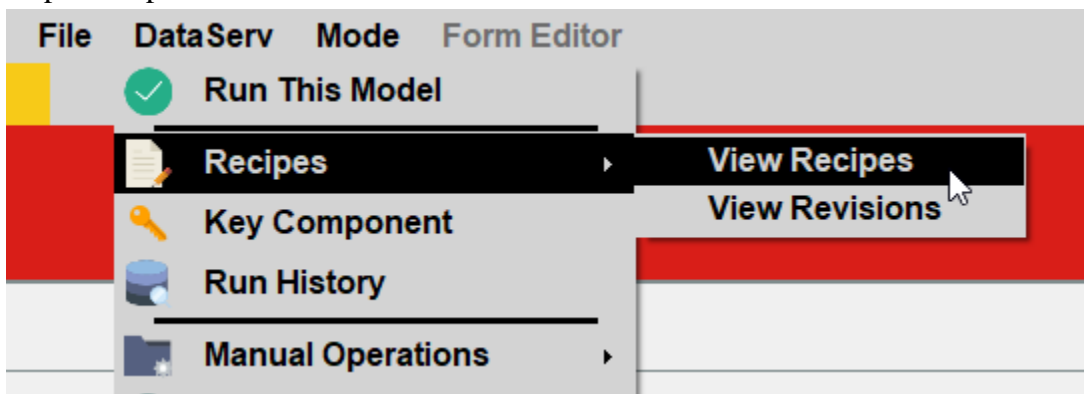 File DataServ Mode Form Editor
Run This Model
Recipes
View Recipes
Key Component
View Revisions
Run History
Manual Operations